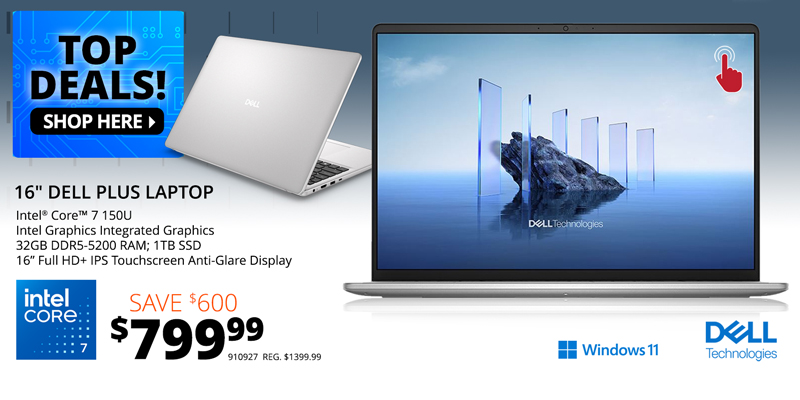 TOP
DEALS!
SHOP HERE
DELL
16" DELL PLUS LAPTOP
Intel® Core™ 7 150U
Intel Graphics Integrated Graphics
32GB DDR5-5200 RAM; 1TB SSD
16” Full HD+ IPS Touchscreen Anti-Glare Display
intel
CORE
7
SAVE $600
$799.99
910927 REG. $1399.99
DELLTechnologies
Windows 11
DELL
Technologies